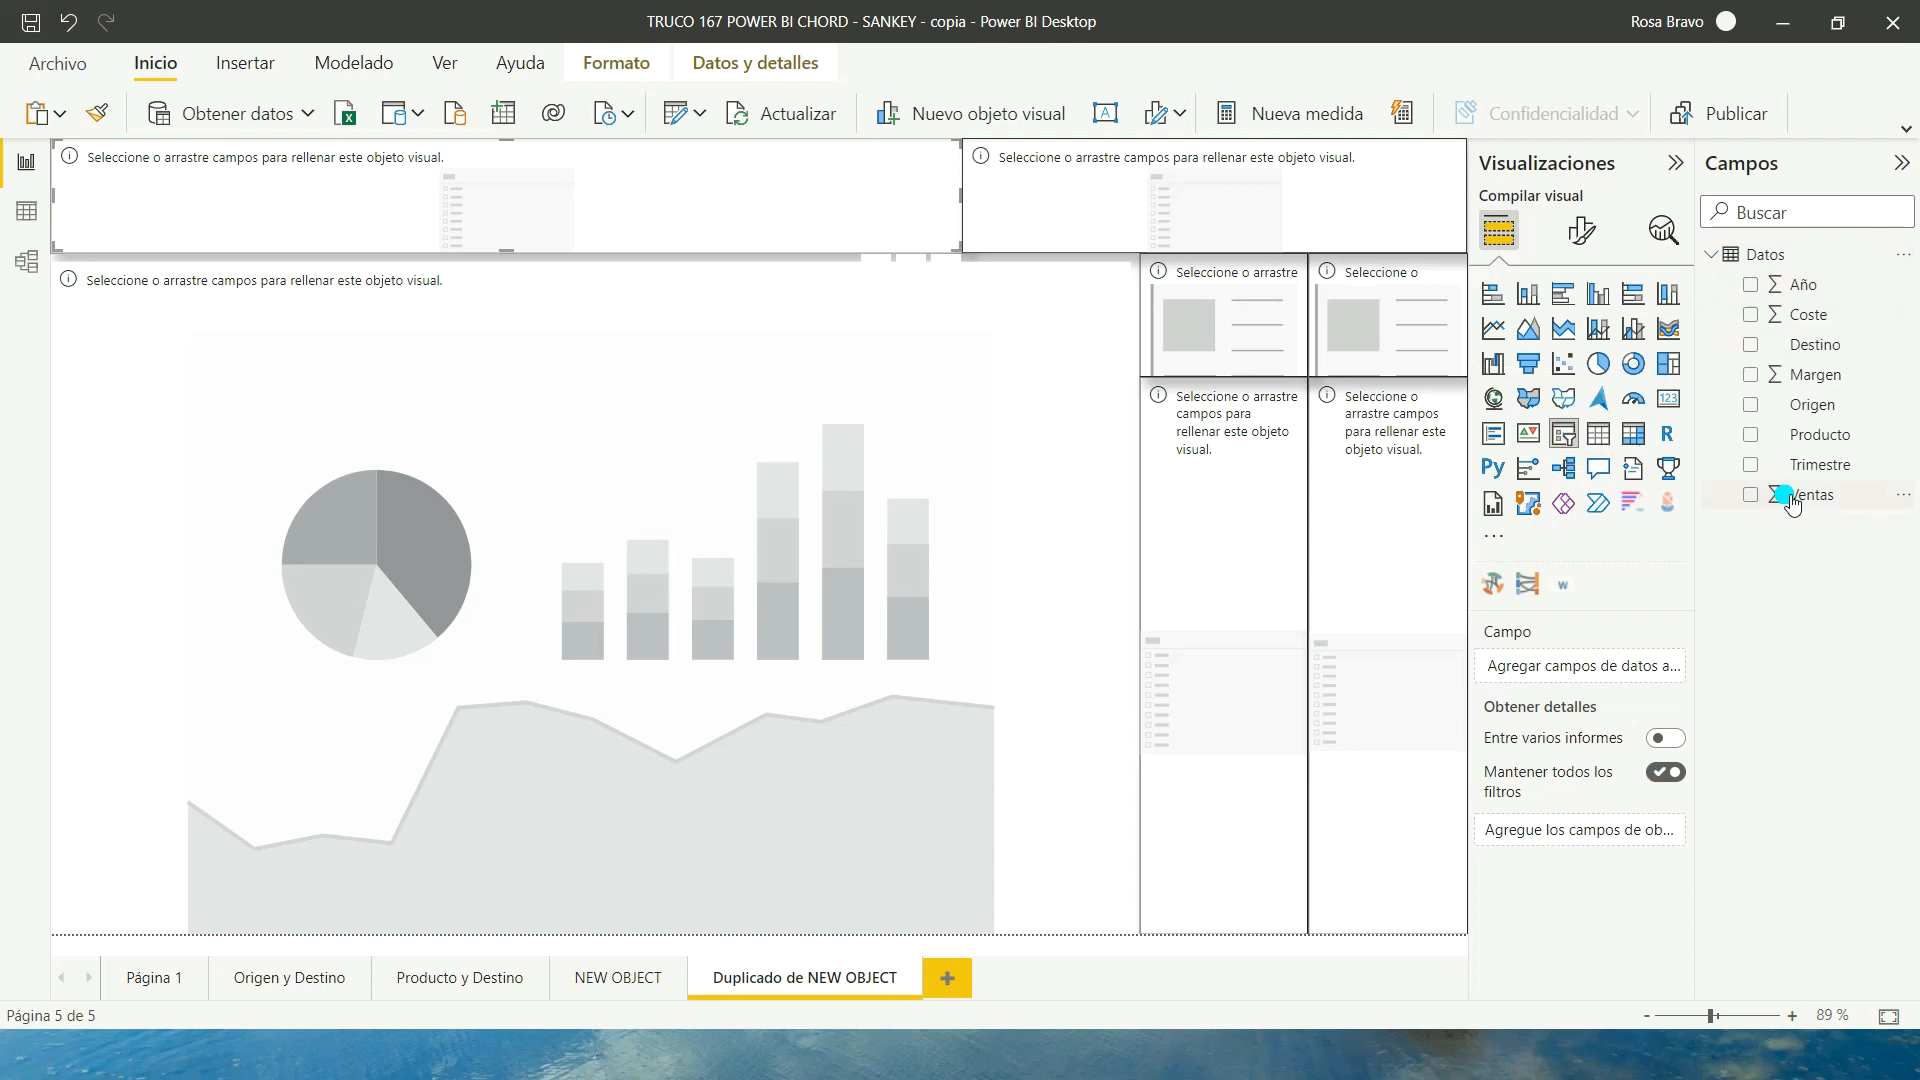 TRUCO 167 POWER BI CHORD - SANKEY - copia - Power BI Desktop
Rosa Bravo
Archivo
Inicio
Insertar
Modelado
Ver
Ayuda
Formato
Datos y detalles
Obtener datos
Actualizar
Nuevo objeto visual
Nueva medida
Confidencialidad
Publicar
Seleccione o arrastre campos para rellenar este objeto visual.
Seleccione o arrastre campos para rellenar este objeto visual.
Seleccione o arrastre campos para rellenar este objeto visual.
Seleccione o arrastre
Seleccione o
Seleccione o arrastre
campos para
rellenar este objeto
visual.
Seleccione o
arrastre campos
para rellenar este
objeto visual.
Visualizaciones
Compilar visual
123
R
Py
W
Campo
Agregar campos de datos a...
Obtener detalles
Entre varios informes
Mantener todos los
filtros
Agregue los campos de ob...
Campos
Buscar
Datos
Año
Coste
Destino
Margen
Origen
Producto
Trimestre
Ventas
Página 1
Origen y Destino
Producto y Destino
NEW OBJECT
Duplicado de NEW OBJECT
Página 5 de 5
89 %